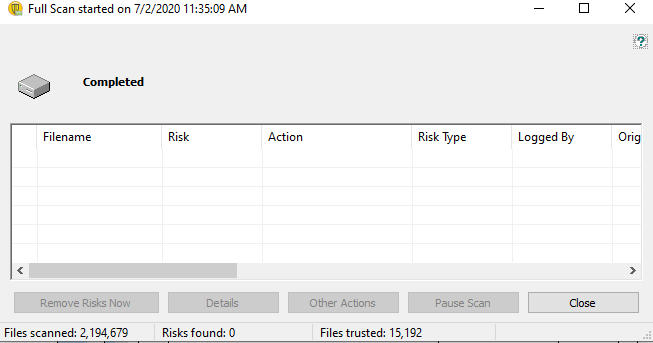 Full Scan started on 7/2/2020 11:35:09 AM
?
Completed
Filename Risk Action Risk Type Logged By Orig
Remove Risks Now Details Other Actions Pause Scan Close
Files scanned: 2,194,679 Risks found: 0 Files trusted: 15,192